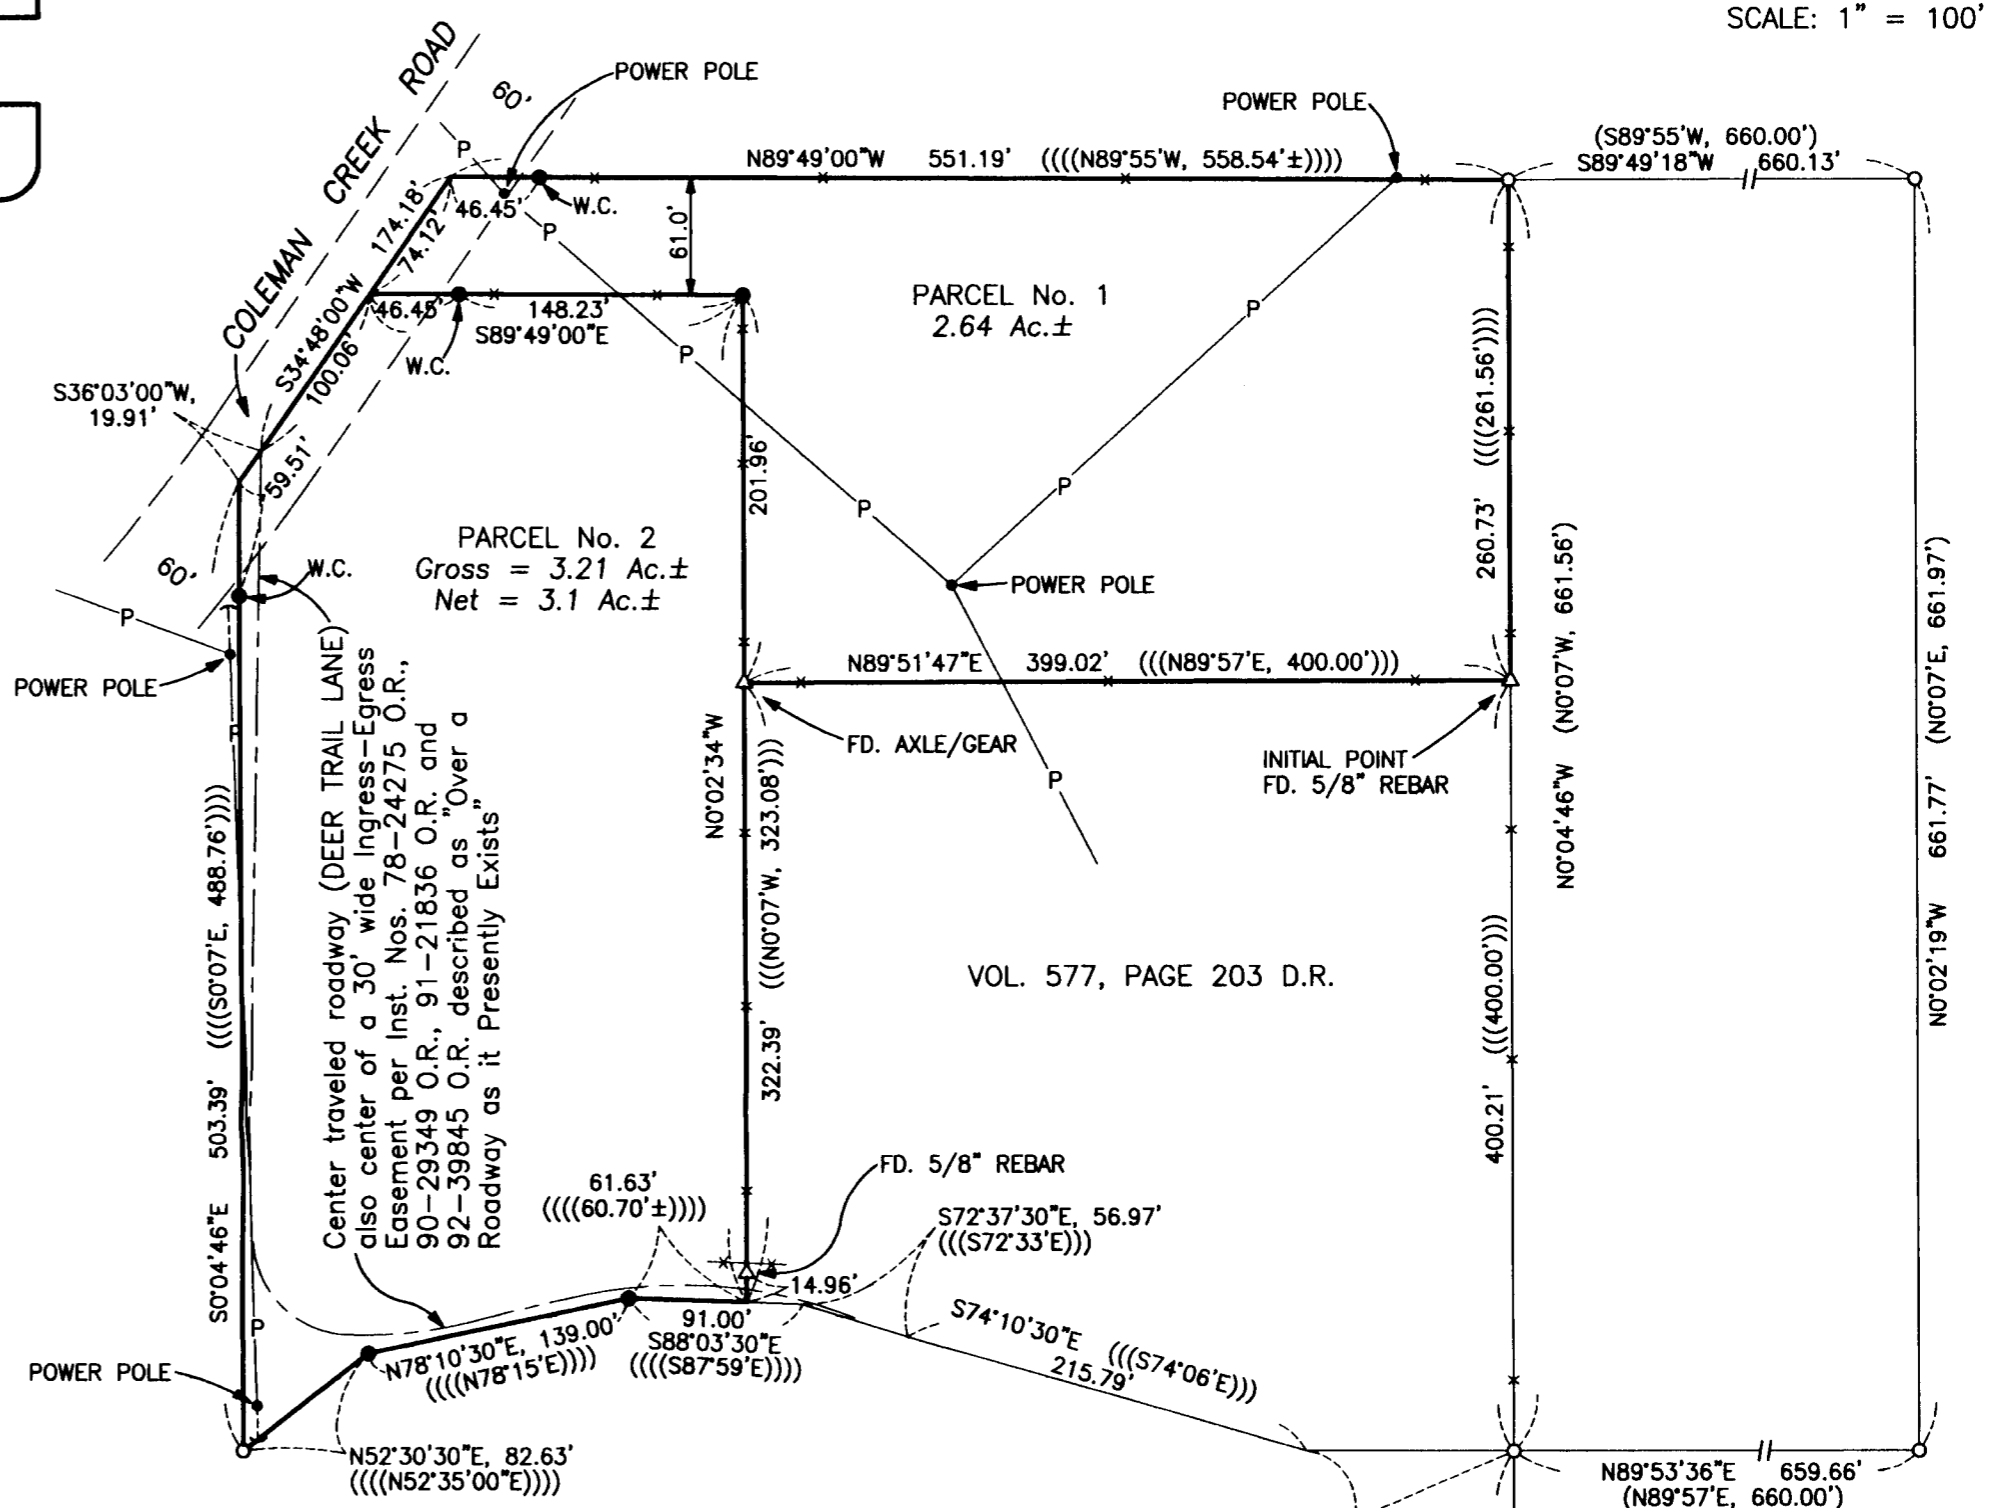 SCALE: 1" = 100'
COLEMAN CREEK ROAD
60'
POWER POLE
POWER POLE
(S89°55'W, 660.00')
S89°49'18"W 660.13'
N89°49'00"W 551.19' ((((N89°55'W, 558.54'±))))
P
174.18'
74.12'
46.45'
W.C.
P
61.0'
S34°48'00"W
100.06'
46.45'
148.23'
S89°49'00"E
W.C.
P
PARCEL No. 1
2.64 Ac.±
P
((((261.56'))))
260.73'
S36°03'00"W,
19.91'
59.51'
201.96'
P
P
PARCEL No. 2
Gross = 3.21 Ac.±
Net = 3.1 Ac.±
60'
W.C.
P
POWER POLE
POWER POLE
P
N89°51'47"E 399.02' (((N89°57'E, 400.00')))
FD. AXLE/GEAR
P
INITIAL POINT
FD. 5/8" REBAR
N0°04'46"W (N0°07'W, 661.56')
N0°02'19"W 661.77' (N0°07'E, 661.97')
N0°02'34"W
322.39' (((N0°07'W, 323.08')))
Center traveled roadway (DEER TRAIL LANE)
also center of a 30' wide Ingress-Egress
Easement per Inst. Nos. 78-24275 O.R.,
90-29349 O.R., 91-21836 O.R. and
92-39845 O.R. described as "Over a
Roadway as it Presently Exists"
S0°04'46"E 503.39' ((((S0°07'E, 488.76'))))
VOL. 577, PAGE 203 D.R.
400.21' (((400.00')))
61.63'
((((60.70'±))))
FD. 5/8" REBAR
S72°37'30"E, 56.97'
(((S72°33'E)))
14.96'
91.00'
S88°03'30"E
((((S87°59'E))))
N78°10'30"E, 139.00'
((((N78°15'E))))
S74°10'30"E (((S74°06'E)))
215.79'
P
POWER POLE
N52°30'30"E, 82.63'
((((N52°35'00"E))))
N89°53'36"E 659.66'
(N89°57'E, 660.00')